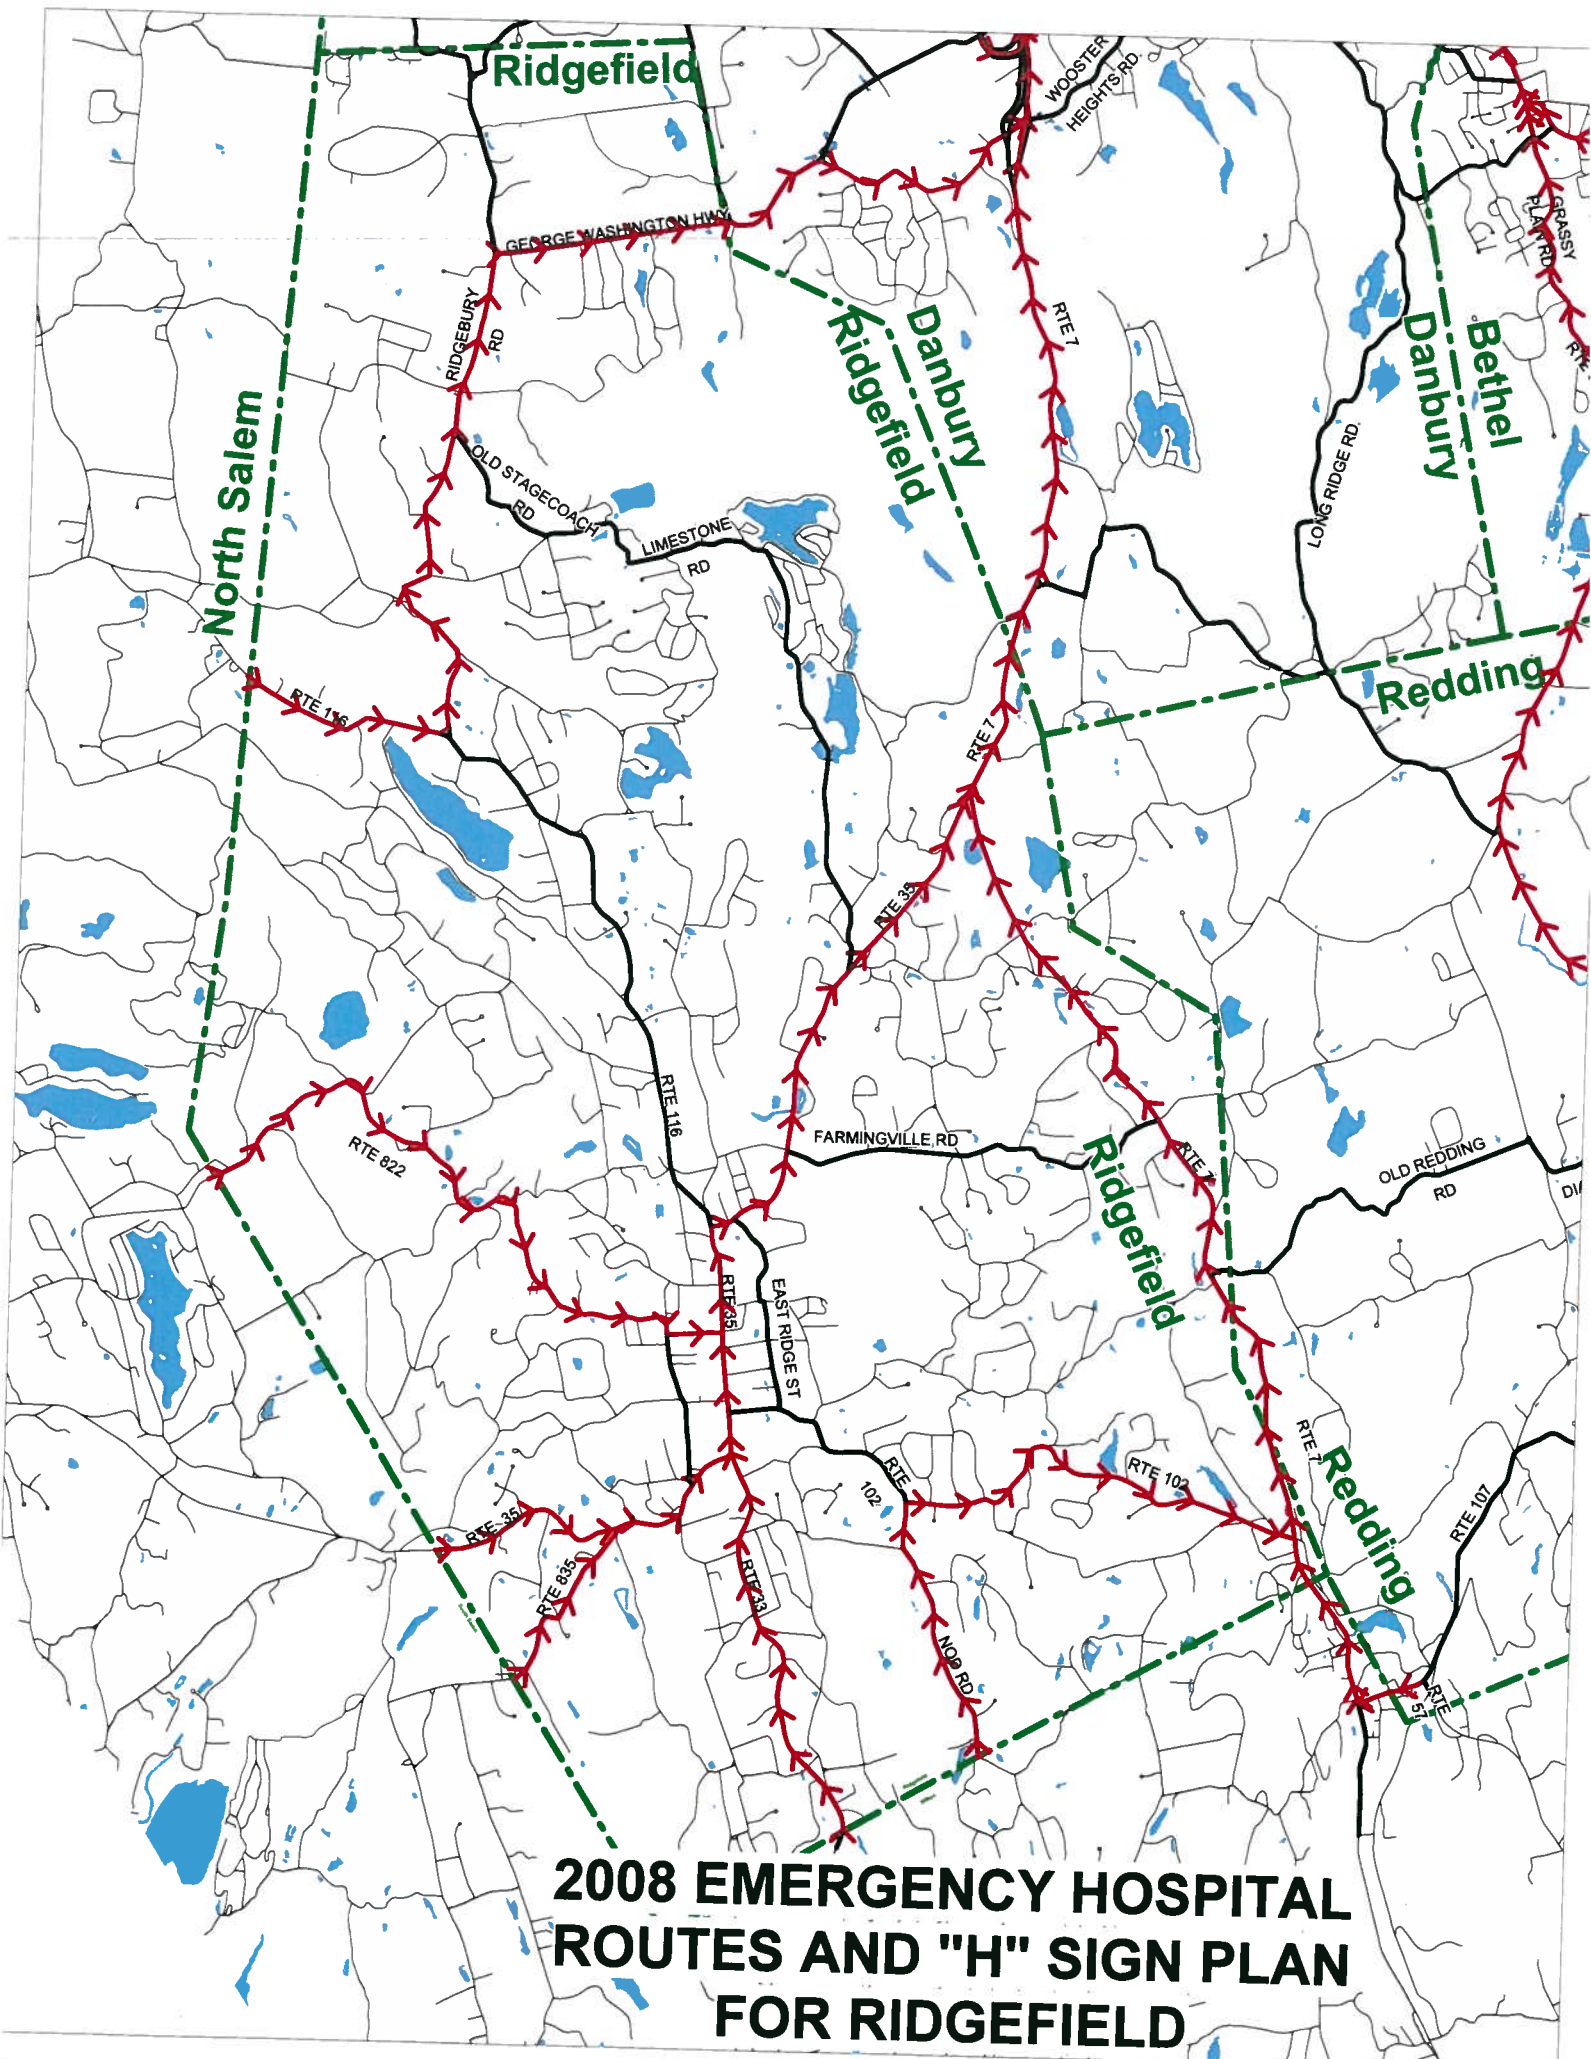 Ridgefield
WOOSTER
HEIGHTS RD.
GEORGE WASHINGTON HWY
GRASSY
PLAIN RD
RIDGEBURY
RD
RTE 7
Danbury
Ridgefield
Bethel
Danbury
North Salem
OLD STAGECOACH
RD
LIMESTONE
RD
LONG RIDGE RD.
Redding
RTE 116
RTE 7
RTE 35
RTE 116
FARMINGVILLE RD
RTE 822
RTE 7
OLD REDDING
RD
Ridgefield
RTE 35
EAST RIDGE ST
RTE 7
Redding
RTE
102
RTE 102
RTE 107
RTE 35
RTE 835
RTE 33
NOD RD
RTE
57
2008 EMERGENCY HOSPITAL
ROUTES AND "H" SIGN PLAN
FOR RIDGEFIELD